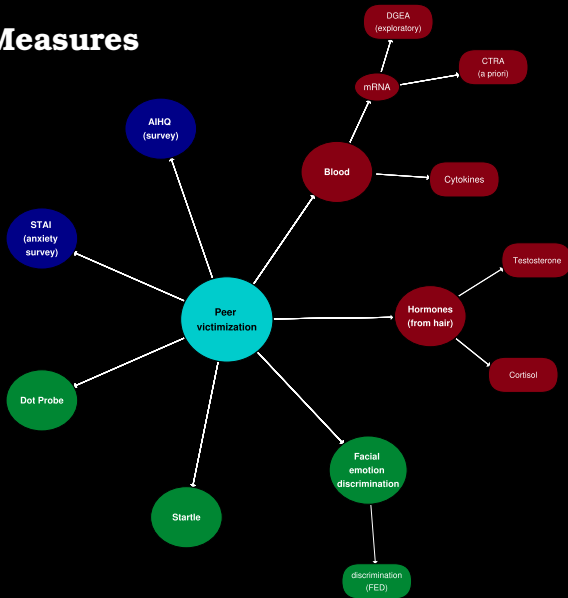 Measures
DGEA
(exploratory)
CTRA
(a priori)
mRNA
AIHQ
(survey)
Blood
Cytokines
STAI
(anxiety
survey)
Testosterone
Peer
victimization
Hormones
(from hair)
Cortisol
Dot Probe
Facial
emotion
discrimination
Startle
discrimination
(FED)